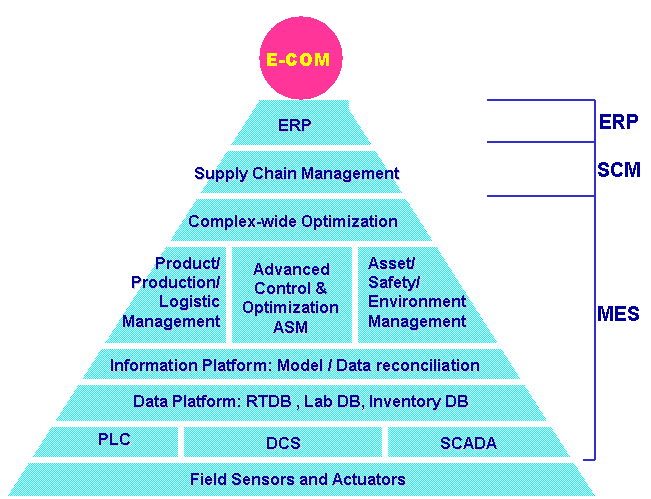 E-COM
ERP
ERP
Supply Chain Management
SCM
Complex-wide Optimization
Product/
Production/
Logistic
Management
Advanced
Control &
Optimization
ASM
Asset/
Safety/
Environment
Management
MES
Information Platform: Model / Data reconciliation
Data Platform: RTDB , Lab DB, Inventory DB
PLC
DCS
SCADA
Field Sensors and Actuators